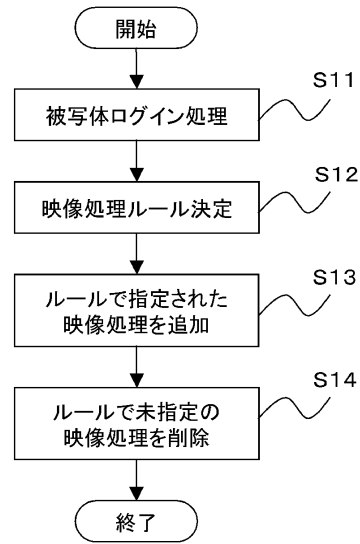 開始
S11
被写体ログイン処理
S12
映像処理ルール決定
S13
ルールで指定された
映像処理を追加
S14
ルールで未指定の
映像処理を削除
終了